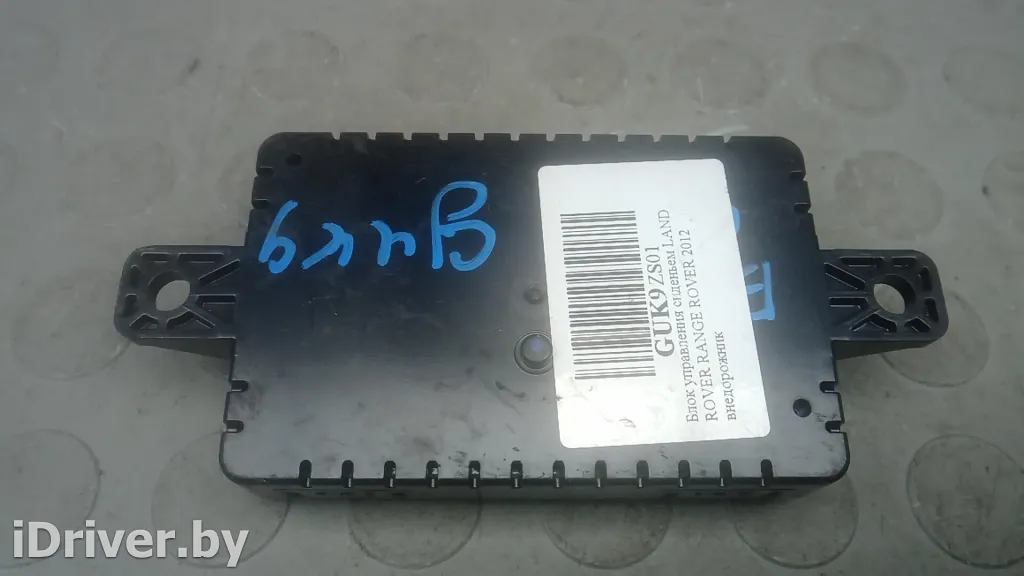 GUK9ZS01
Блок управления сиденьем LAND
ROVER RANGE ROVER 2012
внедорожник
iDriver.by